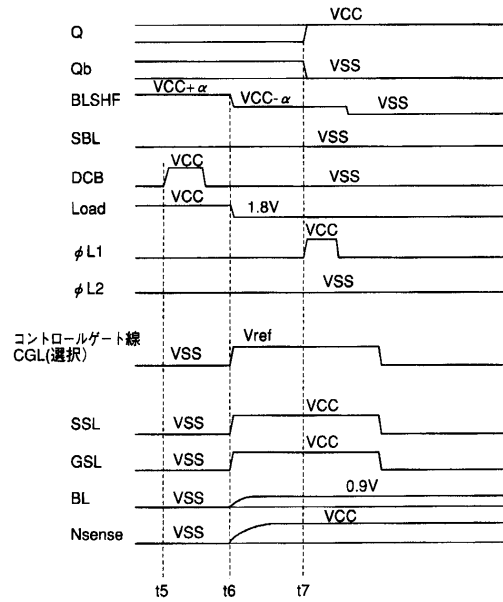 VCC
Q
Qb
VSS
VCC+α
BLSHF
VCC-α
VSS
SBL
VSS
DCB
VCC
VSS
Load
VCC
1.8V
φL1
VCC
φL2
VSS
コントロールゲート線
CGL(選択)
VSS
Vref
SSL
VSS
VCC
GSL
VSS
VCC
BL
VSS
0.9V
Nsense
VSS
VCC
t5 t6 t7